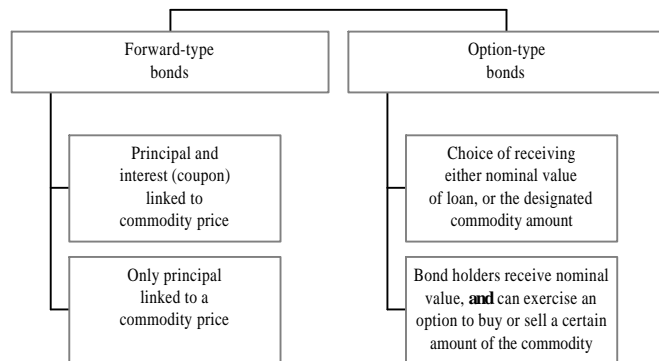 Forward-type
bonds
Option-type
bonds
Principal and
interest (coupon)
linked to
commodity price
Choice of receiving
either nominal value
of loan, or the designated
commodity amount
Only principal
linked to a
commodity price
Bond holders receive nominal
value, and can exercise an
option to buy or sell a certain
amount of the commodity